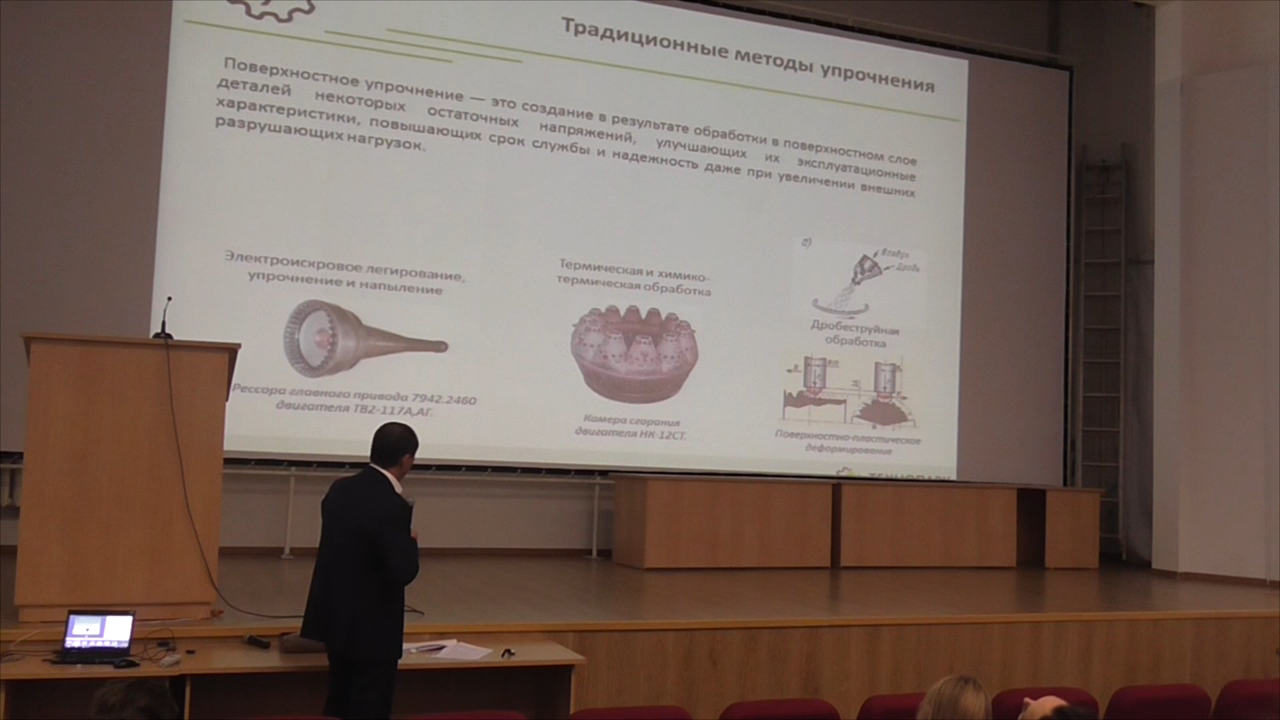 Традиционные методы упрочнения
Поверхностное упрочнение — это создание в результате обработки в поверхностном слое
деталей некоторых остаточных напряжений, улучшающих их эксплуатационные
характеристики, повышающих срок службы и надежность даже при увеличении внешних
разрушающих нагрузок.
Электроискровое легирование,
упрочнение и напыление
Рессора главного привода 7942.2460
двигателя ТВ2-117А,АГ.
Термическая и химико-
термическая обработка
Камера сгорания
двигателя НК-12СТ.
а)
Воздух
Дробь
Дробеструйная
обработка
Поверхностно-пластическое
деформирование
ТЕХНОПАРК